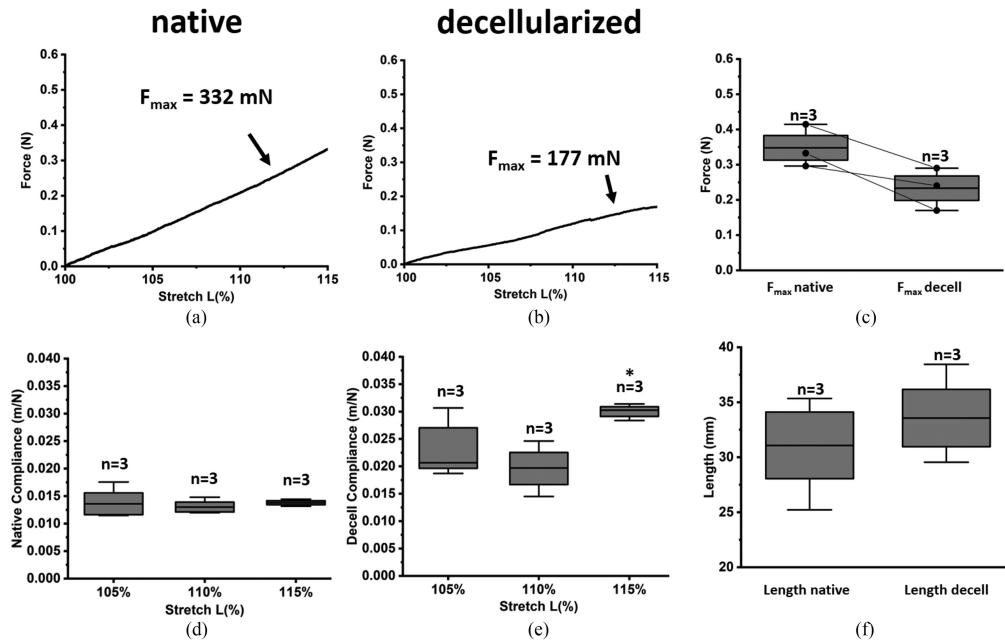 native
decellularized
0.6
0.5
0.4
0.3
0.2
0.1
0.0
Force (N)
Fmax = 332 mN
100
105
110
115
Stretch L(%)
(a)
0.6
0.5
0.4
0.3
0.2
0.1
0.0
Force (N)
Fmax = 177 mN
100
105
110
115
Stretch L(%)
(b)
0.6
0.5
0.4
0.3
0.2
0.1
0.0
Force (N)
n=3
n=3
Fmax native
Fmax decell
(c)
0.040
0.035
0.030
0.025
0.020
0.015
0.010
0.005
0.000
Native Compliance (m/N)
n=3
n=3
n=3
105%
110%
115%
Stretch L(%)
(d)
0.040
0.035
0.030
0.025
0.020
0.015
0.010
0.005
0.000
Decell Compliance (m/N)
n=3
n=3
*
n=3
105%
110%
115%
Stretch L(%)
(e)
40
35
30
25
20
Length (mm)
n=3
n=3
Length native
Length decell
(f)